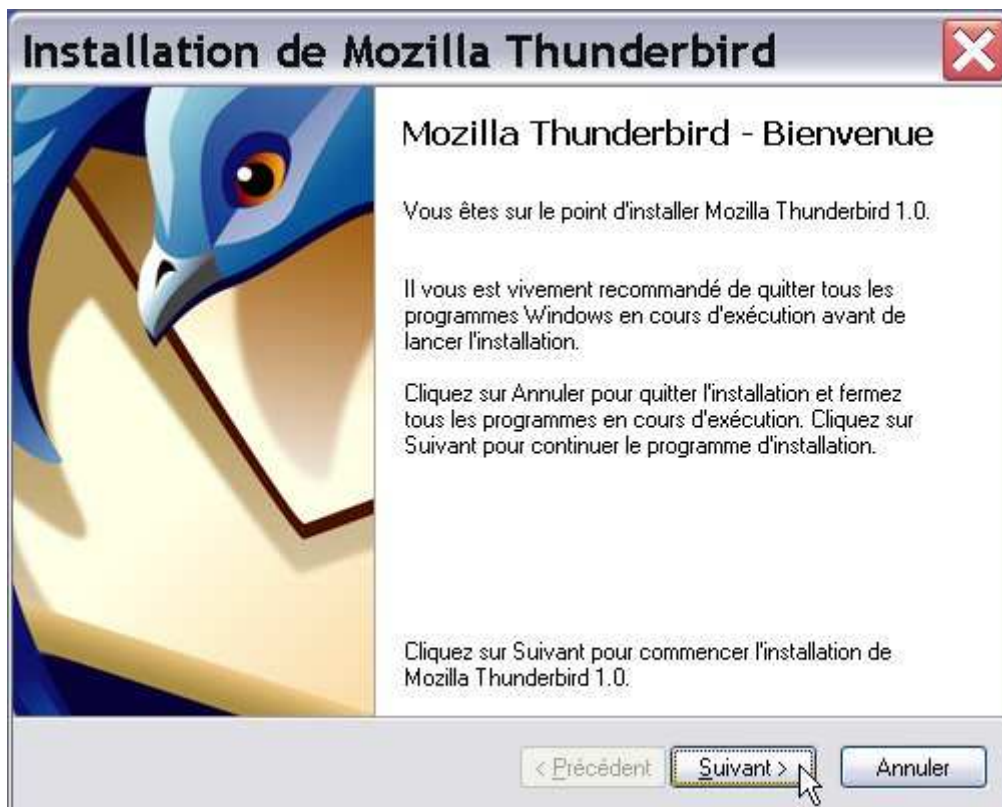 Installation de Mozilla Thunderbird
Mozilla Thunderbird - Bienvenue
Vous êtes sur le point d'installer Mozilla Thunderbird 1.0.
Il vous est vivement recommandé de quitter tous les
programmes Windows en cours d'exécution avant de
lancer l'installation.
Cliquez sur Annuler pour quitter l'installation et fermez
tous les programmes en cours d'exécution. Cliquez sur
Suivant pour continuer le programme d'installation.
Cliquez sur Suivant pour commencer l'installation de
Mozilla Thunderbird 1.0.
< Précédent Suivant > Annuler